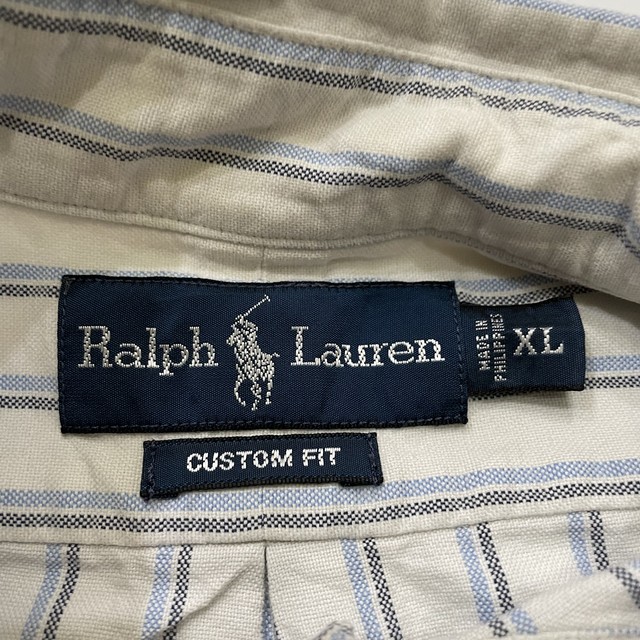 Ralph Lauren
MADE IN
PHILIPPINES
XL
CUSTOM FIT